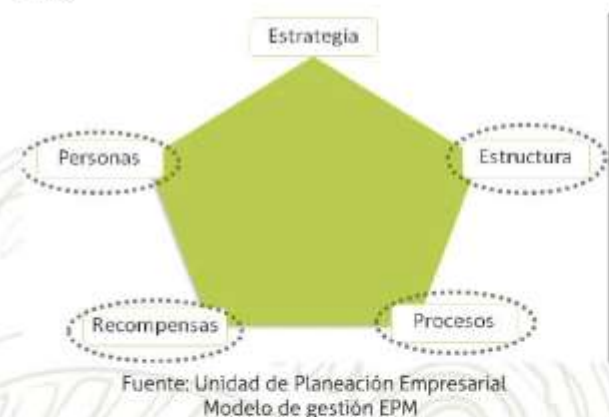 Estrategia
Personas
Estructura
Recompensas
Procesos
Fuente: Unidad de Planeación Empresarial
Modelo de gestión EPM